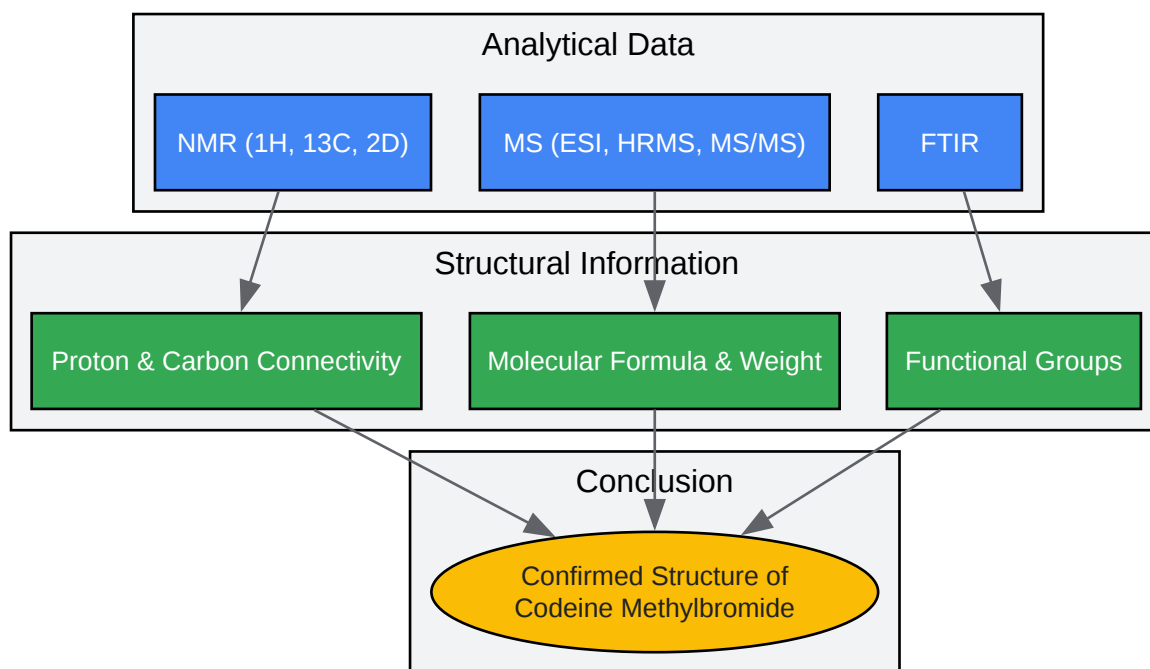 Analytical Data
NMR (1H, 13C, 2D)
MS (ESI, HRMS, MS/MS)
FTIR
Structural Information
Proton & Carbon Connectivity
Molecular Formula & Weight
Functional Groups
Conclusion
Confirmed Structure of
Codeine Methylbromide